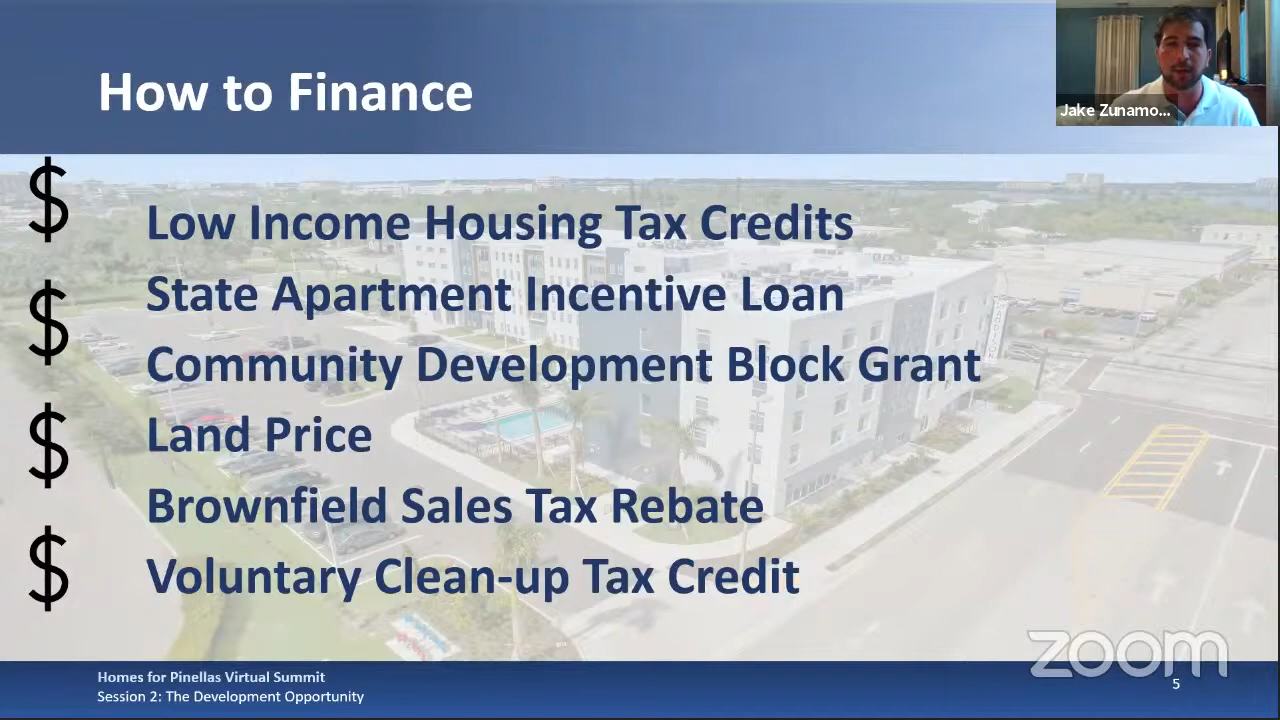 How to Finance
Jake Zunamo...
$
Low Income Housing Tax Credits
State Apartment Incentive Loan
$
Community Development Block Grant
Land Price
$
Brownfield Sales Tax Rebate
Voluntary Clean-up Tax Credit
$
zoom
Homes for Pinellas Virtual Summit
Session 2: The Development Opportunity
5